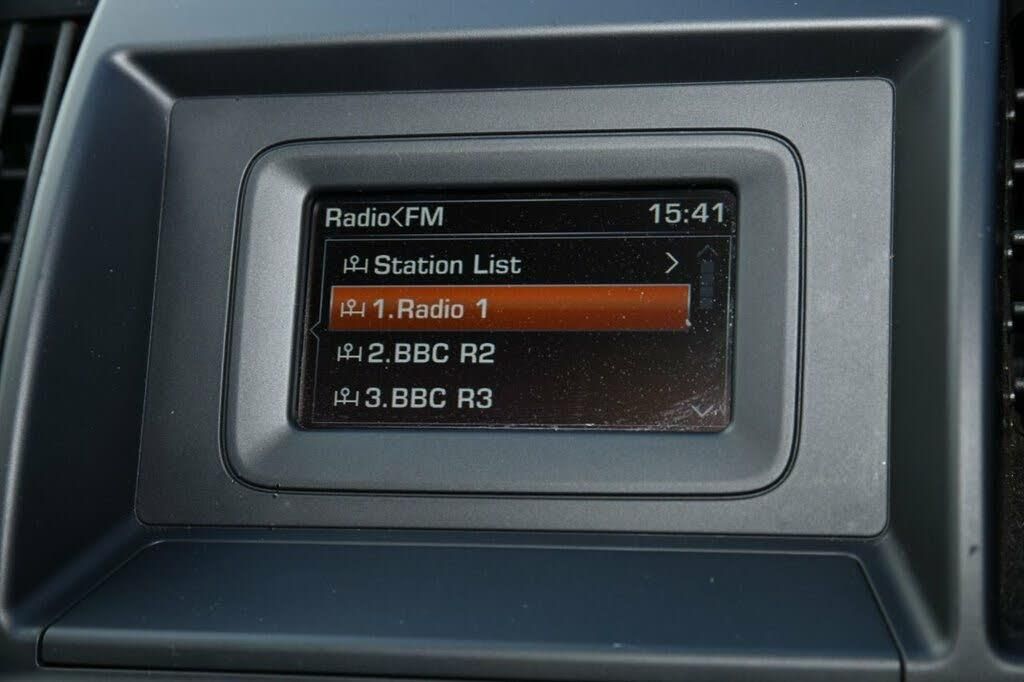 Radio<FM 15:41
Station List >
1.Radio 1
2.BBC R2
3.BBC R3